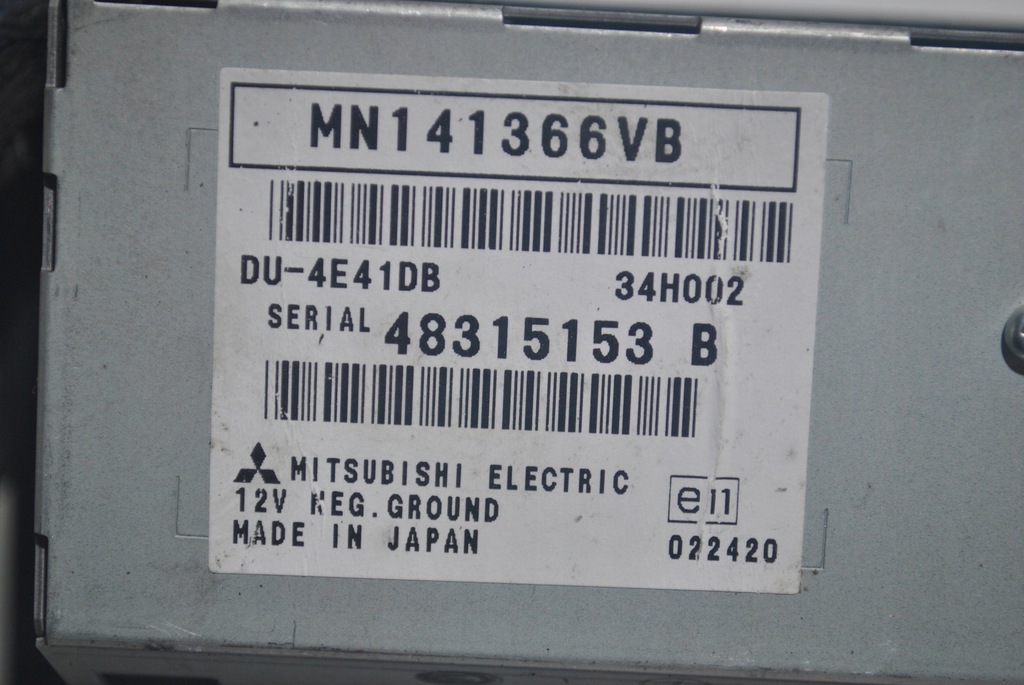 MN141366VB
DU-4E41DB 34H002
SERIAL 48315153 B
MITSUBISHI ELECTRIC
12V NEG.GROUND
MADE IN JAPAN
e11
022420